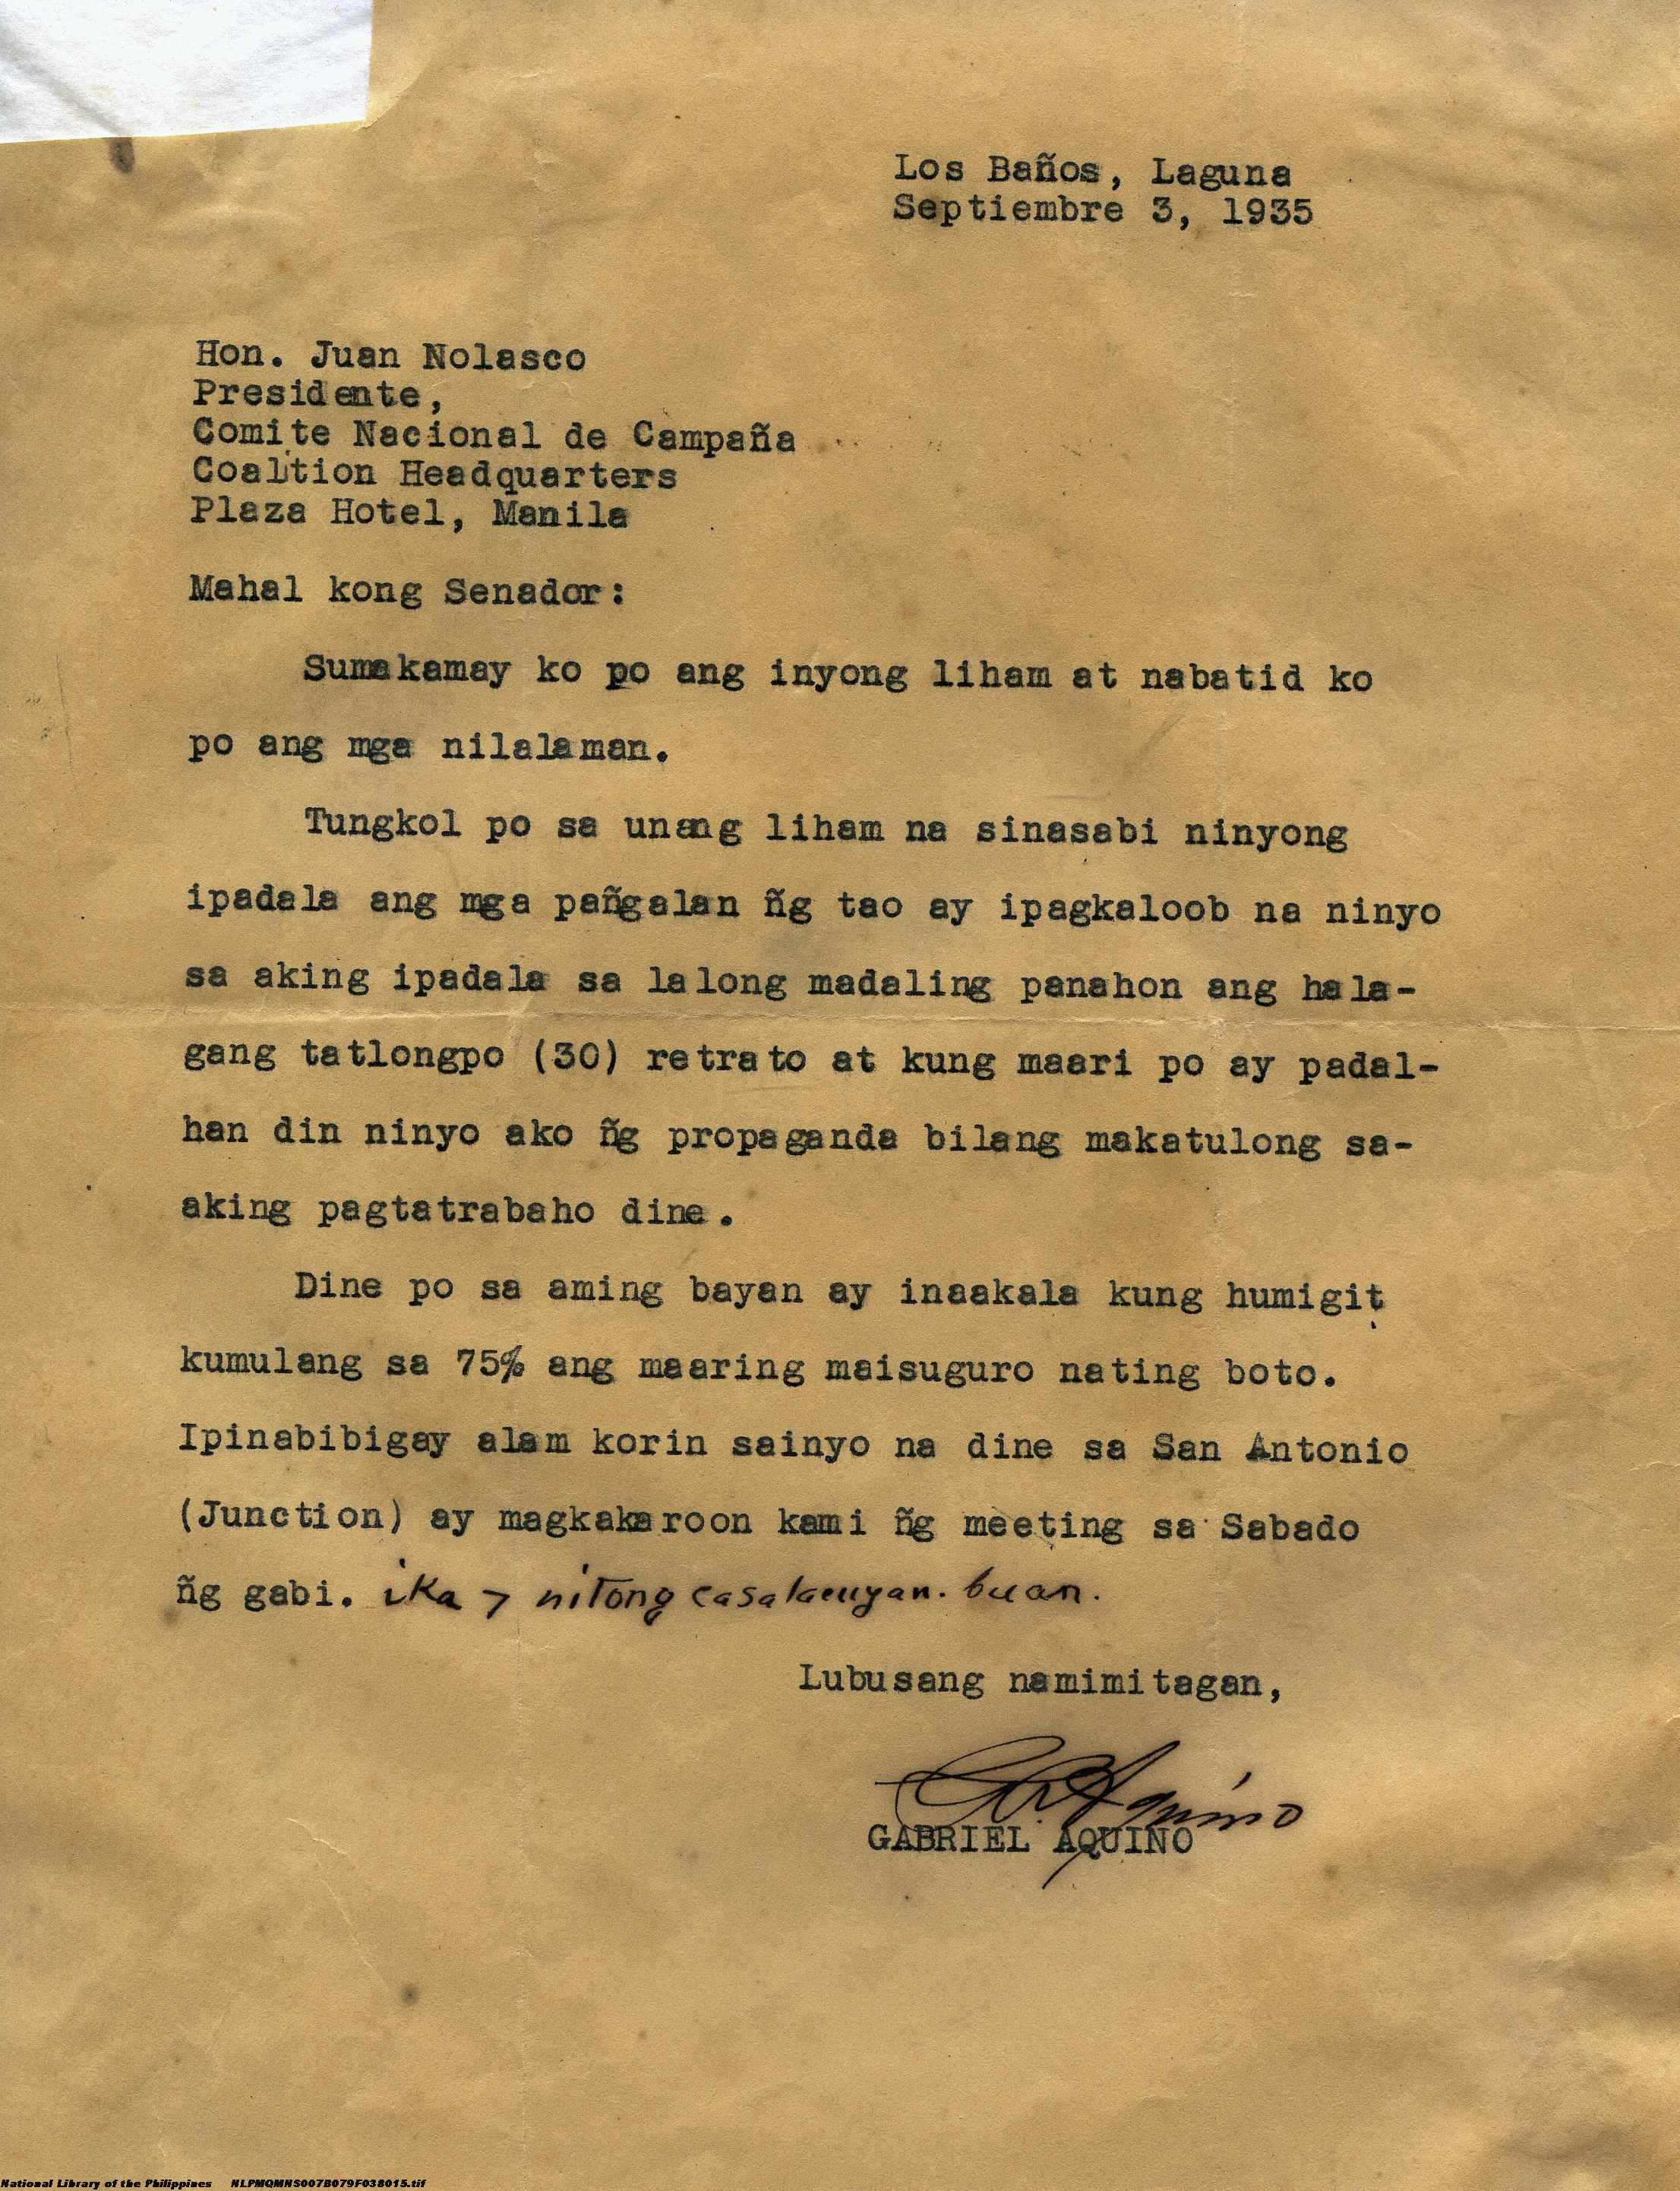 Los Baños, Laguna
Septiembre 3, 1935
Hon. Juan Nolasco
Presidente,
Comite Nacional de Campaña
Coalition Headquarters
Plaza Hotel, Manila
Mahal kong Senador:
Sumakamay ko po ang inyong liham at nabatid ko
po ang mga nilalaman.
Tungkol po sa unang liham na sinasabi ninyong
ipadala ang mga pañgalan ñg tao ay ipagkaloob na ninyo
sa aking ipadala sa lalong madaling panahon ang hala-
gang tatlongpo (30) retrato at kung maari po ay padal-
han din ninyo ako ñg propaganda bilang makatulong sa-
aking pagtatrabaho dine.
Dine po sa aming bayan ay inaakala kung humigit
kumulang sa 75% ang maaring maisuguro nating boto.
Ipinabibigay alam korin sainyo na dine sa San Antonio
(Junction) ay magkakaroon kami ñg meeting sa Sabado
ñg gabi. ika 7 nitong casalucuyan. buan.
Lubusang namimitagan,
G R Aquino
GABRIEL AQUINO
National Library of the Philippines NLPMQMNS007B079F038015.tif